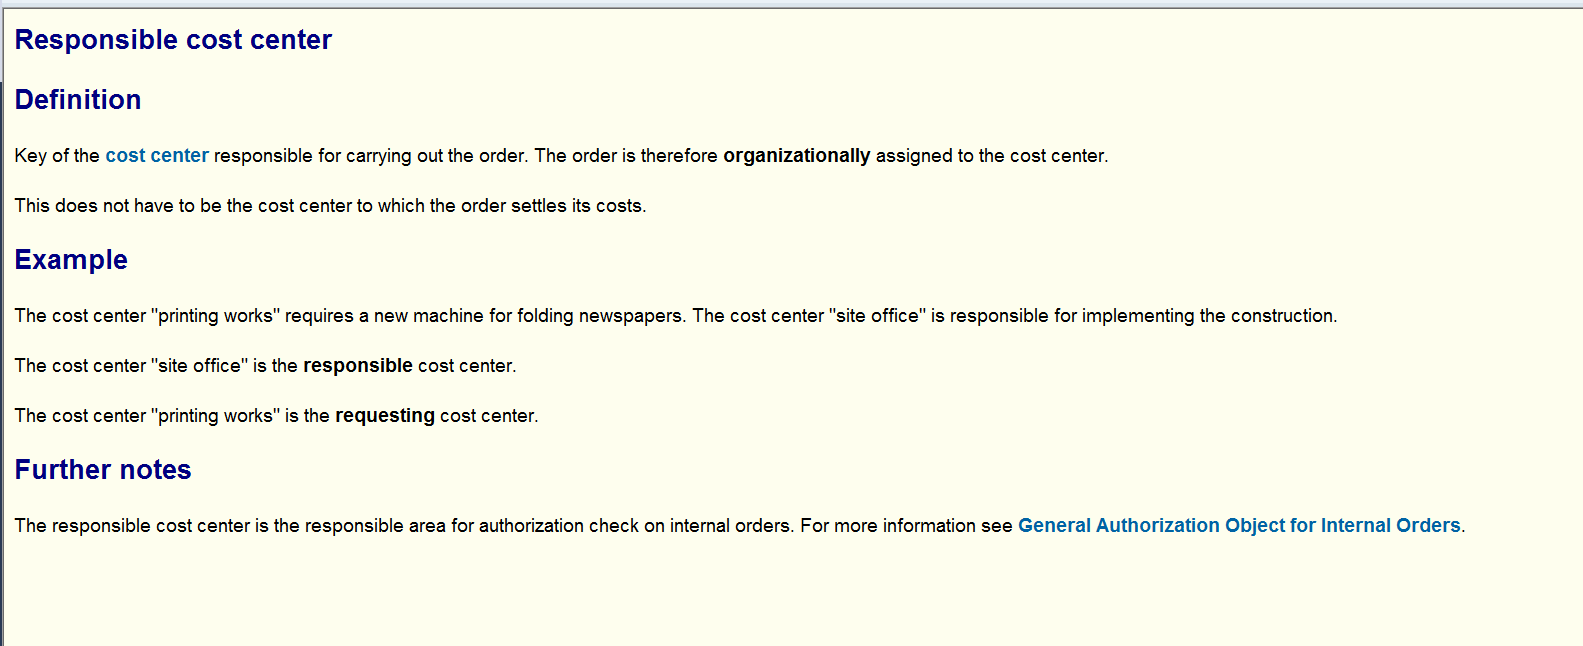 Responsible cost center
Definition
Key of the cost center responsible for carrying out the order. The order is therefore organizationally assigned to the cost center.
This does not have to be the cost center to which the order settles its costs.
Example
The cost center "printing works" requires a new machine for folding newspapers. The cost center "site office" is responsible for implementing the construction.
The cost center "site office" is the responsible cost center.
The cost center "printing works" is the requesting cost center.
Further notes
The responsible cost center is the responsible area for authorization check on internal orders. For more information see General Authorization Object for Internal Orders.